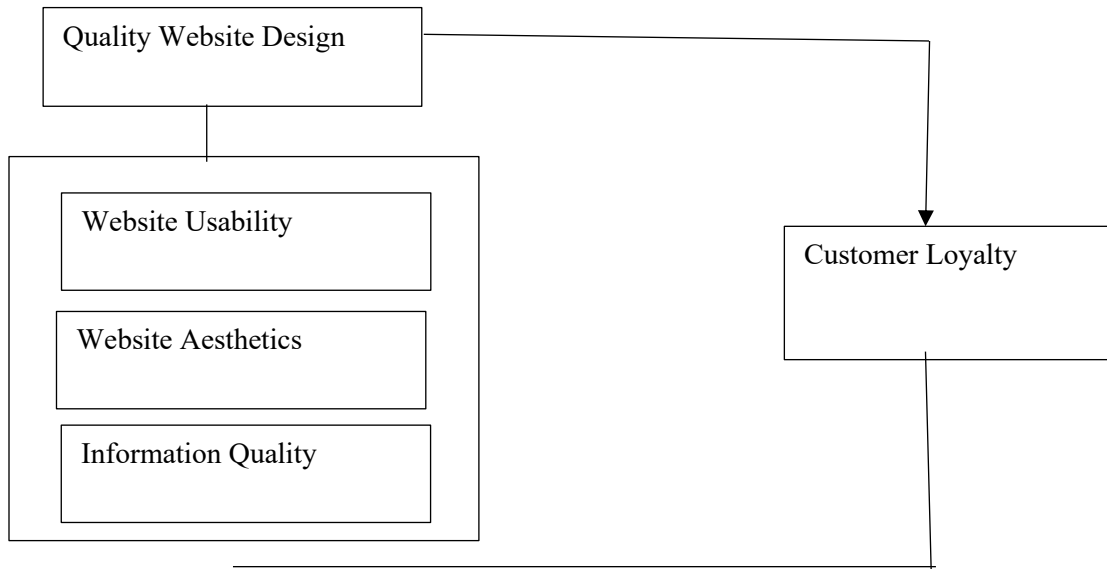 Quality Website Design
Website Usability
Customer Loyalty
Website Aesthetics
Information Quality